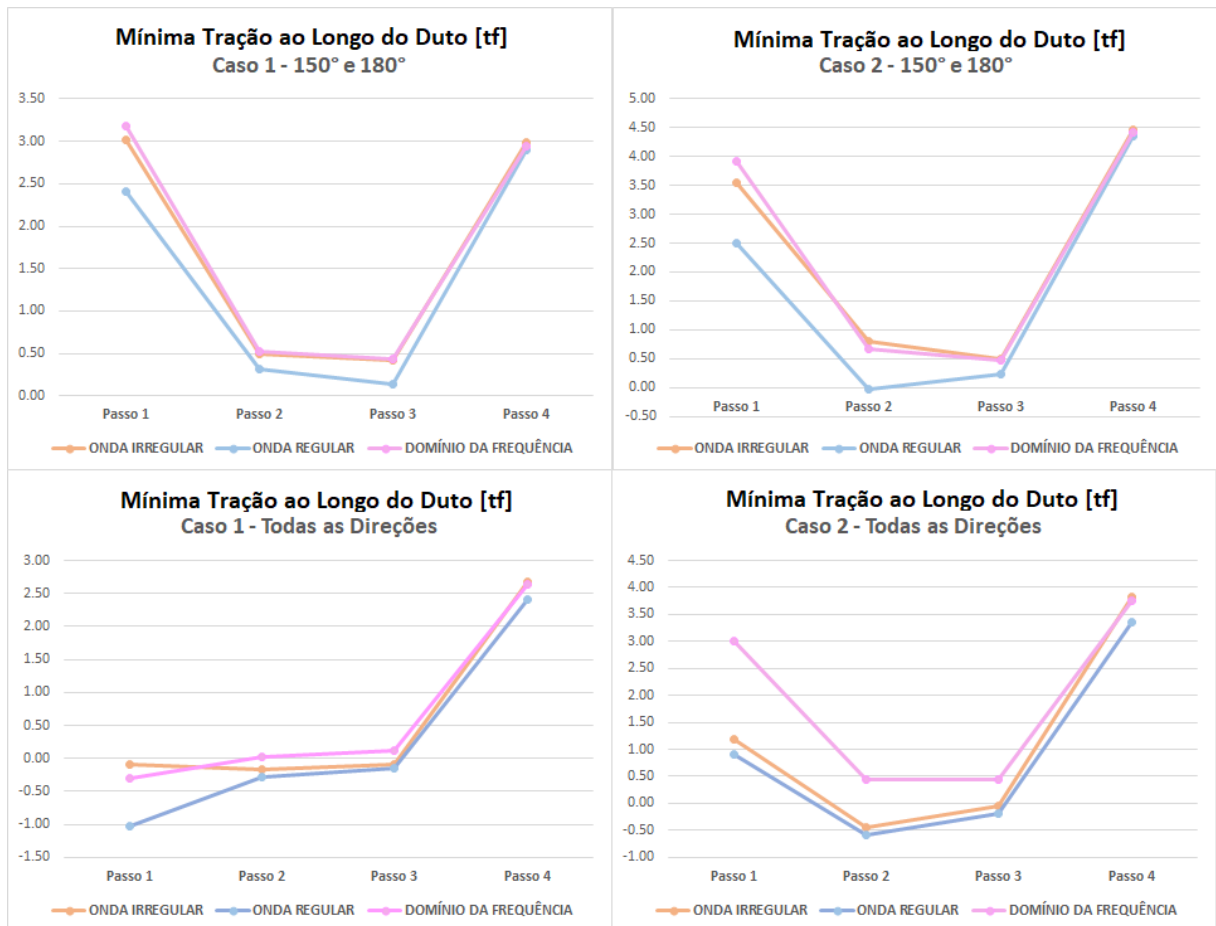 Mínima Tração ao Longo do Duto [tf]
Caso 1 - 150° e 180°
3.50
3.00
2.50
2.00
1.50
1.00
0.50
0.00
Passo 1 Passo 2 Passo 3 Passo 4
ONDA IRREGULAR ONDA REGULAR DOMÍNIO DA FREQUÊNCIA
Mínima Tração ao Longo do Duto [tf]
Caso 2 - 150° e 180°
5.00
4.50
4.00
3.50
3.00
2.50
2.00
1.50
1.00
0.50
0.00
-0.50
Passo 1 Passo 2 Passo 3 Passo 4
ONDA IRREGULAR ONDA REGULAR DOMÍNIO DA FREQUÊNCIA
Mínima Tração ao Longo do Duto [tf]
Caso 1 - Todas as Direções
3.00
2.50
2.00
1.50
1.00
0.50
0.00
-0.50
-1.00
-1.50
Passo 1 Passo 2 Passo 3 Passo 4
ONDA IRREGULAR ONDA REGULAR DOMÍNIO DA FREQUÊNCIA
Mínima Tração ao Longo do Duto [tf]
Caso 2 - Todas as Direções
4.50
4.00
3.50
3.00
2.50
2.00
1.50
1.00
0.50
0.00
-0.50
-1.00
Passo 1 Passo 2 Passo 3 Passo 4
ONDA IRREGULAR ONDA REGULAR DOMÍNIO DA FREQUÊNCIA